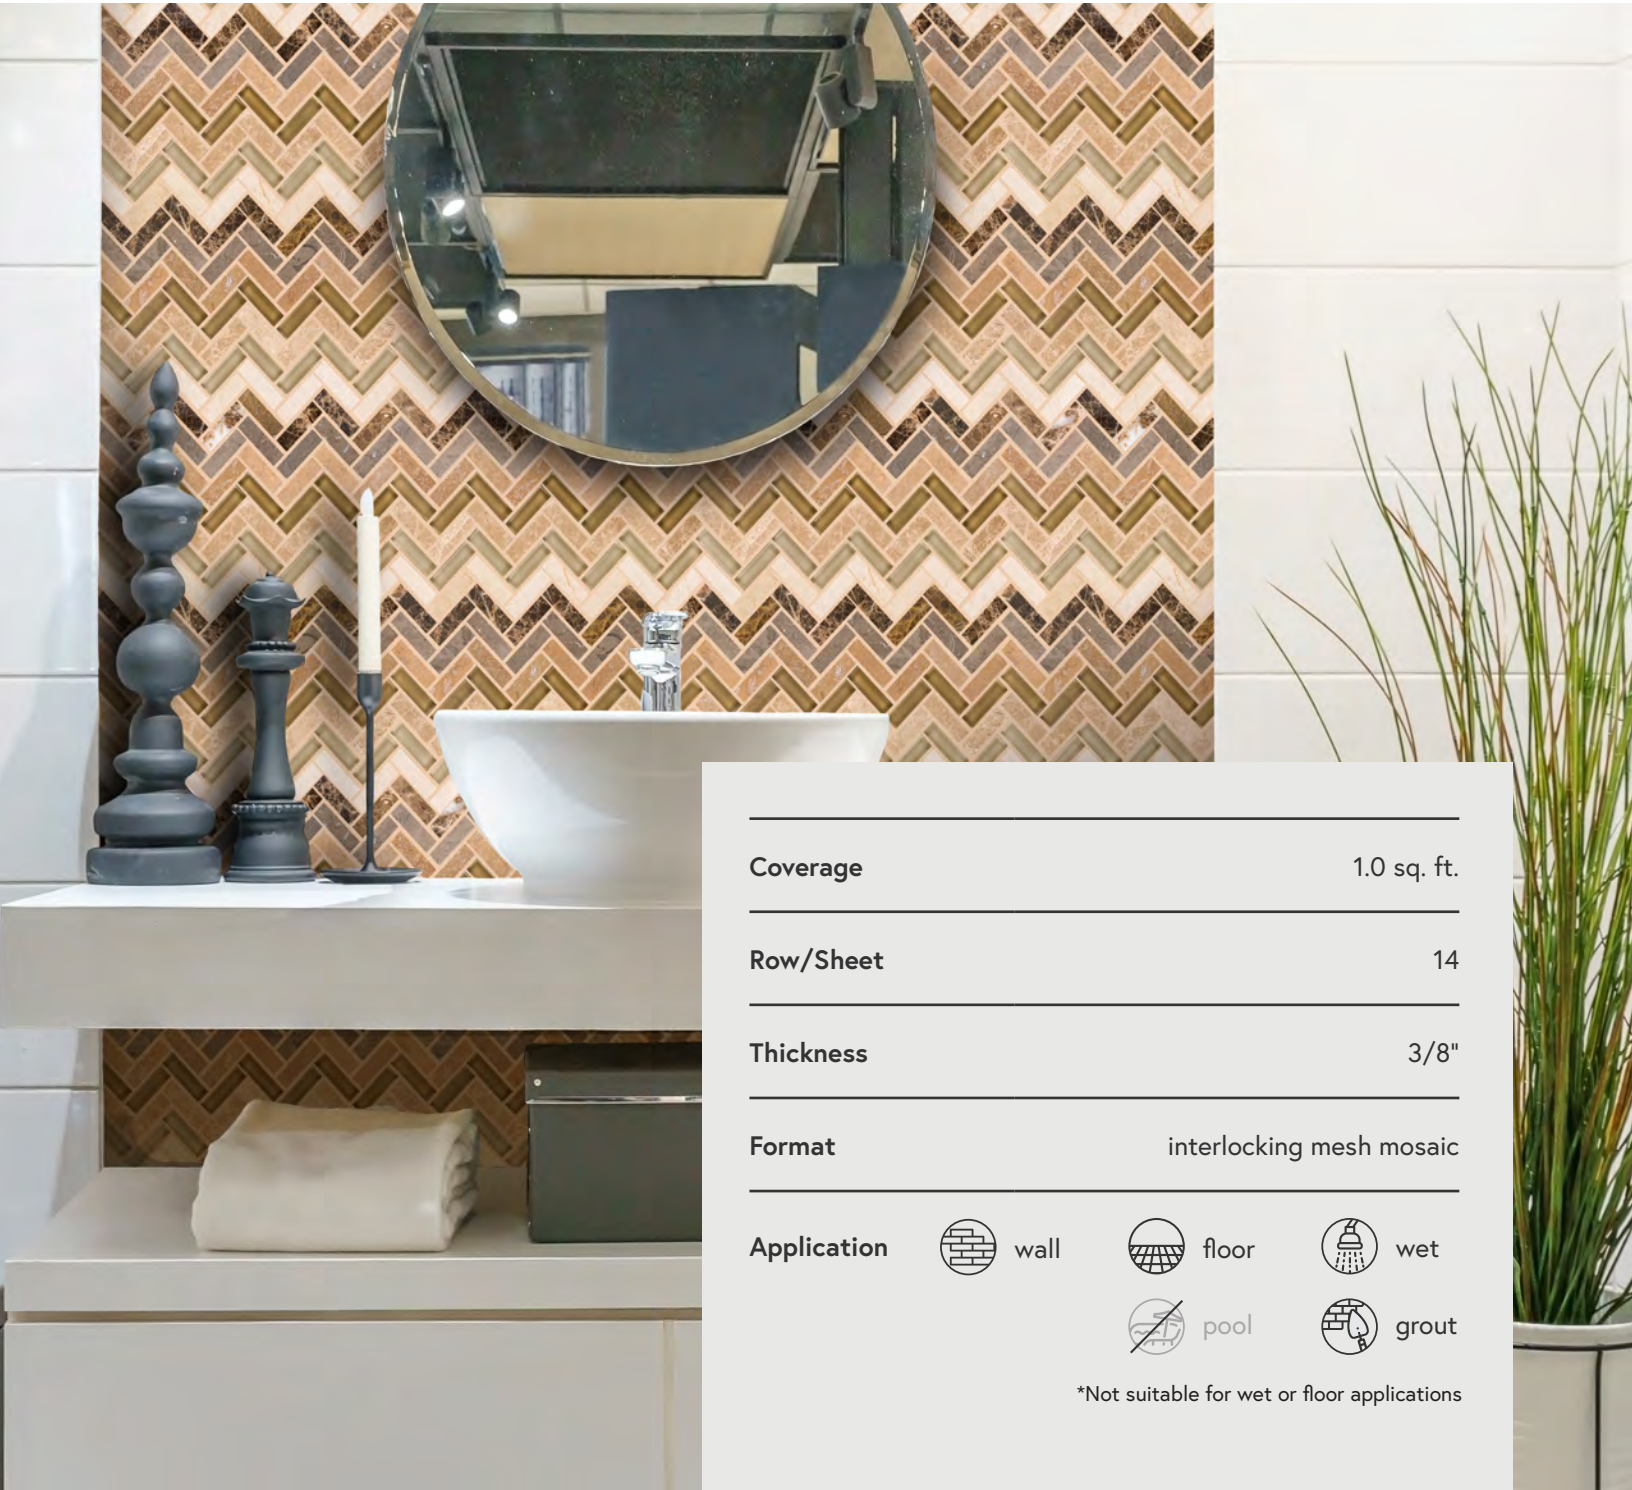 Coverage 1.0 sq. ft.
Row/Sheet 14
Thickness 3/8"
Format interlocking mesh mosaic
Application wall floor wet
pool grout
*Not suitable for wet or floor applications